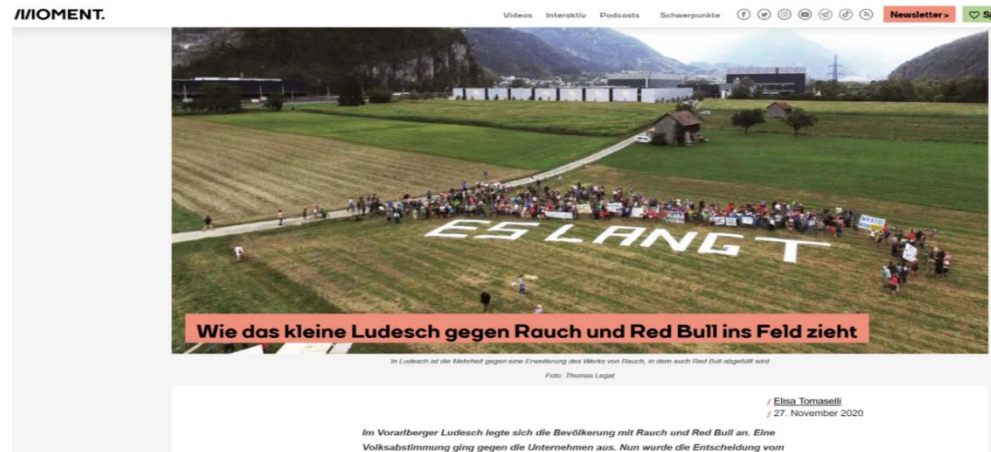 MOMENT.
Videos Interaktiv Podcasts Schwerpunkte Newsletter >
ES LANGT
Wie das kleine Ludesch gegen Rauch und Red Bull ins Feld zieht
In Ludesch ist die Mehrheit gegen eine Erweiterung des Werks von Rauch, in dem auch Red Bull abgefüllt wird
Foto: Thomas Legat
/ Elisa Tomaselli
/ 27. November 2020
Im Vorarlberger Ludesch legte sich die Bevölkerung mit Rauch und Red Bull an. Eine
Volksabstimmung ging gegen die Unternehmen aus. Nun wurde die Entscheidung vom